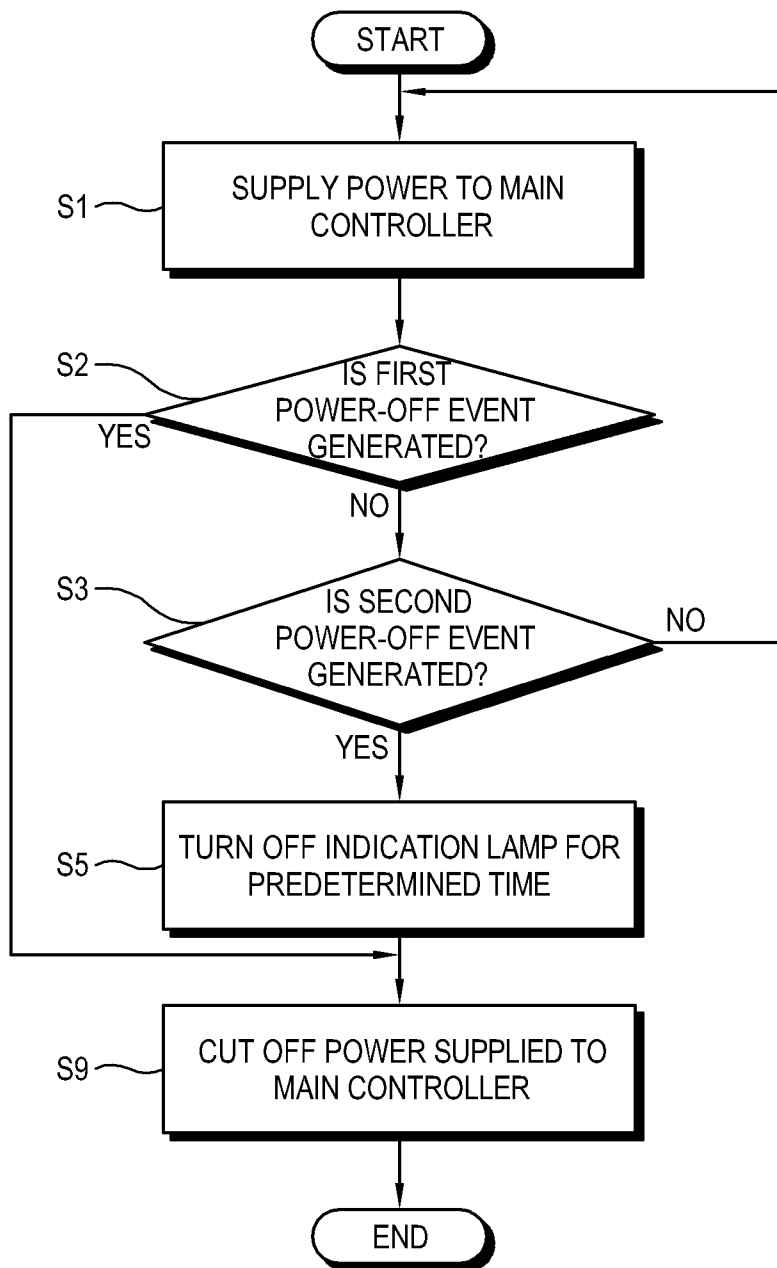 START
S1
SUPPLY POWER TO MAIN
CONTROLLER
S2
IS FIRST
POWER-OFF EVENT
GENERATED?
YES
NO
S3
IS SECOND
POWER-OFF EVENT
GENERATED?
NO
YES
S5
TURN OFF INDICATION LAMP FOR
PREDETERMINED TIME
S9
CUT OFF POWER SUPPLIED TO
MAIN CONTROLLER
END